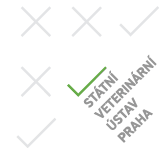 STÁTNÍ
VETERINÁRNÍ
ÚSTAV
PRAHA